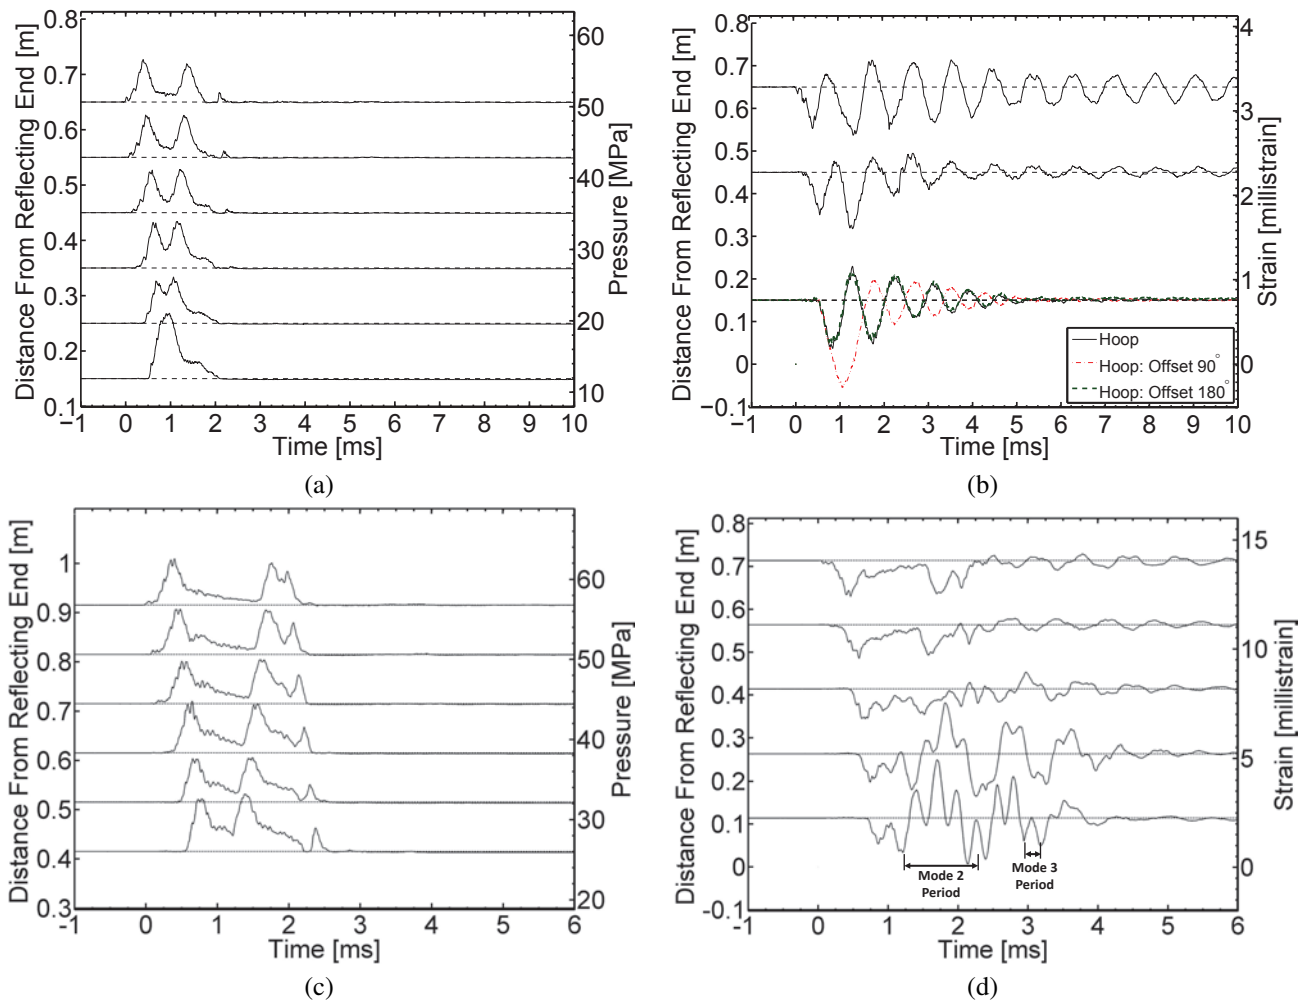 0.8
0.7
0.6
0.5
0.4
0.3
0.2
0.1
Distance From Reflecting End [m]
60
50
40
30
20
10
Pressure [MPa]
−1 0 1 2 3 4 5 6 7 8 9 10
Time [ms]
(a)
0.8
0.7
0.6
0.5
0.4
0.3
0.2
0.1
0
−0.1
Distance From Reflecting End [m]
4
3
2
1
0
Strain [millistrain]
Hoop
Hoop: Offset 90°
Hoop: Offset 180°
−1 0 1 2 3 4 5 6 7 8 9 10
Time [ms]
(b)
1
0.9
0.8
0.7
0.6
0.5
0.4
0.3
Distance From Reflecting End [m]
60
50
40
30
20
Pressure [MPa]
-1 0 1 2 3 4 5 6
Time [ms]
(c)
0.8
0.7
0.6
0.5
0.4
0.3
0.2
0.1
0
-0.1
Distance From Reflecting End [m]
15
10
5
0
Strain [millistrain]
Mode 2
Period
Mode 3
Period
-1 0 1 2 3 4 5 6
Time [ms]
(d)